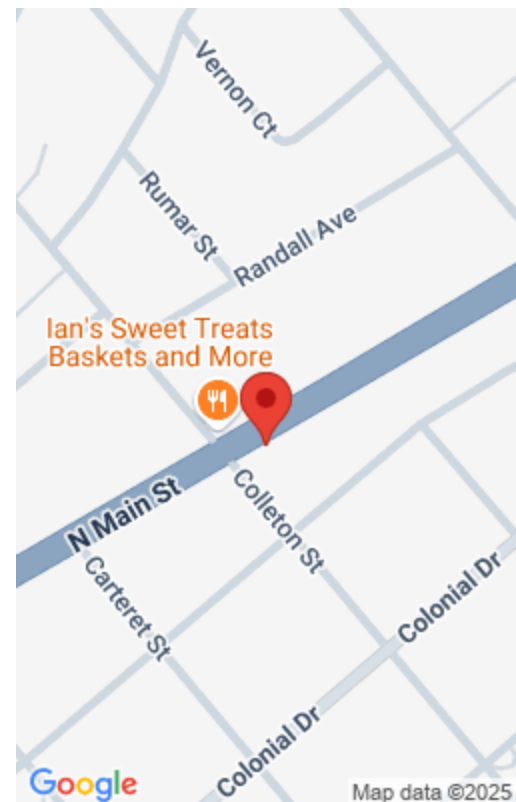 Vernon Ct
Rumar St
Randall Ave
Ian's Sweet Treats
Baskets and More
N Main St
Colleton St
Carteret St
Colonial Dr
Colonial Dr
Google
Map data ©2025